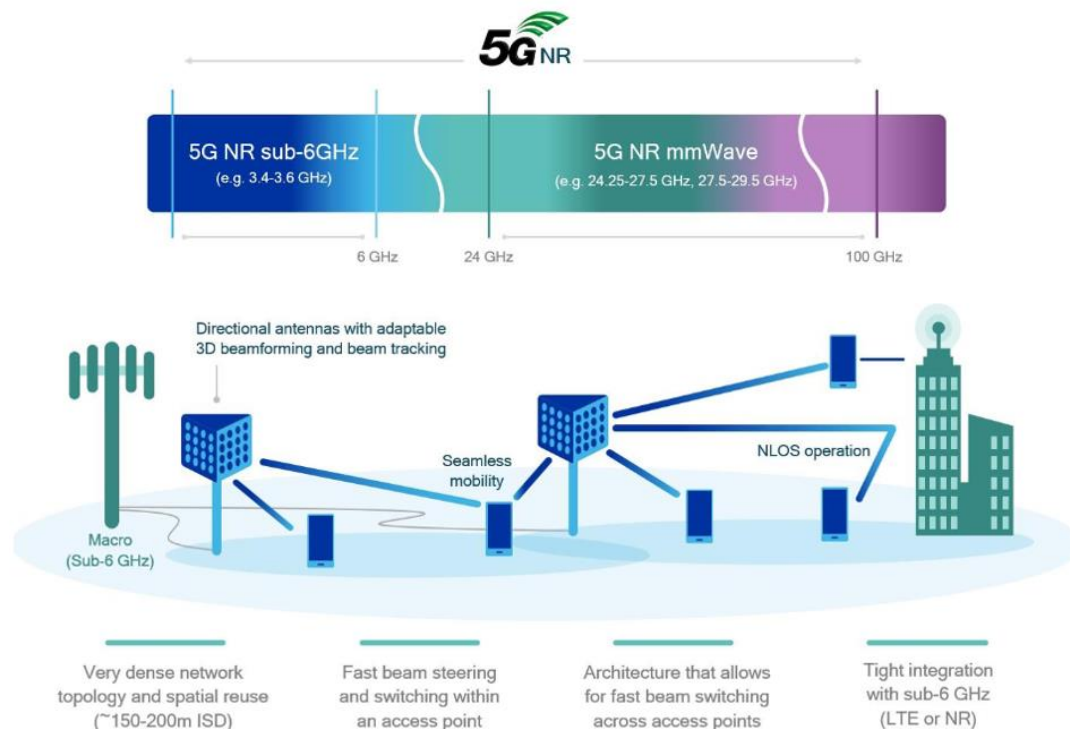 5G NR
5G NR sub-6GHz
(e.g. 3.4-3.6 GHz)
5G NR mmWave
(e.g. 24.25-27.5 GHz, 27.5-29.5 GHz)
6 GHz
24 GHz
100 GHz
Directional antennas with adaptable
3D beamforming and beam tracking
Seamless
mobility
NLOS operation
Macro
(Sub-6 GHz)
Very dense network
topology and spatial reuse
(~150-200m ISD)
Fast beam steering
and switching within
an access point
Architecture that allows
for fast beam switching
across access points
Tight integration
with sub-6 GHz
(LTE or NR)